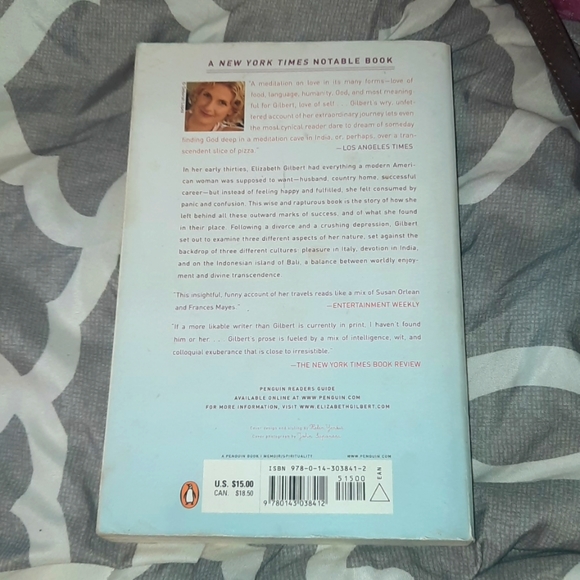 A NEW YORK TIMES NOTABLE BOOK
"A meditation on love in its many forms—love of
food, language, humanity, God, and most meaning-
ful for Gilbert, love of self . . . Gilbert's wry, unfet-
tered account of her extraordinary journey lets even
the most cynical reader dare to dream of someday
finding God deep in a meditation cave in India, or, perhaps, over a tran-
scendent slice of pizza."
—LOS ANGELES TIMES
In her early thirties, Elizabeth Gilbert had everything a modern Ameri-
can woman was supposed to want—husband, country home, successful
career—but instead of feeling happy and fulfilled, she felt consumed by
panic and confusion. This wise and rapturous book is the story of how she
left behind all these outward marks of success, and of what she found
in their place. Following a divorce and a crushing depression, Gilbert
set out to examine three different aspects of her nature, set against the
backdrop of three different cultures: pleasure in Italy, devotion in India,
and on the Indonesian island of Bali, a balance between worldly enjoy-
ment and divine transcendence.
"This insightful, funny account of her travels reads like a mix of Susan Orlean
and Frances Mayes."
—ENTERTAINMENT WEEKLY
"If a more likable writer than Gilbert is currently in print, I haven't found
him or her . . . Gilbert's prose is fueled by a mix of intelligence, wit, and
colloquial exuberance that is close to irresistible."
—THE NEW YORK TIMES BOOK REVIEW
PENGUIN READERS GUIDE
AVAILABLE ONLINE AT WWW.PENGUIN.COM
FOR MORE INFORMATION, VISIT WWW.ELIZABETHGILBERT.COM
A PENGUIN BOOK | MEMOIR/SPIRITUALITY
WWW.PENGUIN.COM
ISBN 978-0-14-303841-2
51500
EAN
U.S. $15.00
CAN. $18.50
9 780143 038412